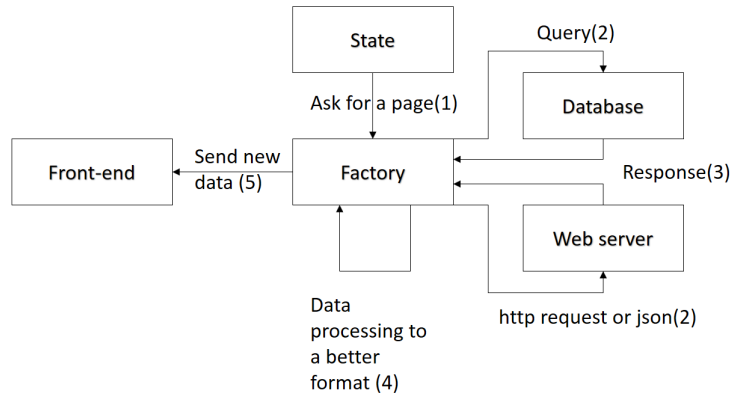 State
Query(2)
Ask for a page(1)
Database
Front-end
Send new
data (5)
Factory
Response(3)
Web server
Data
processing to
a better
format (4)
http request or json(2)